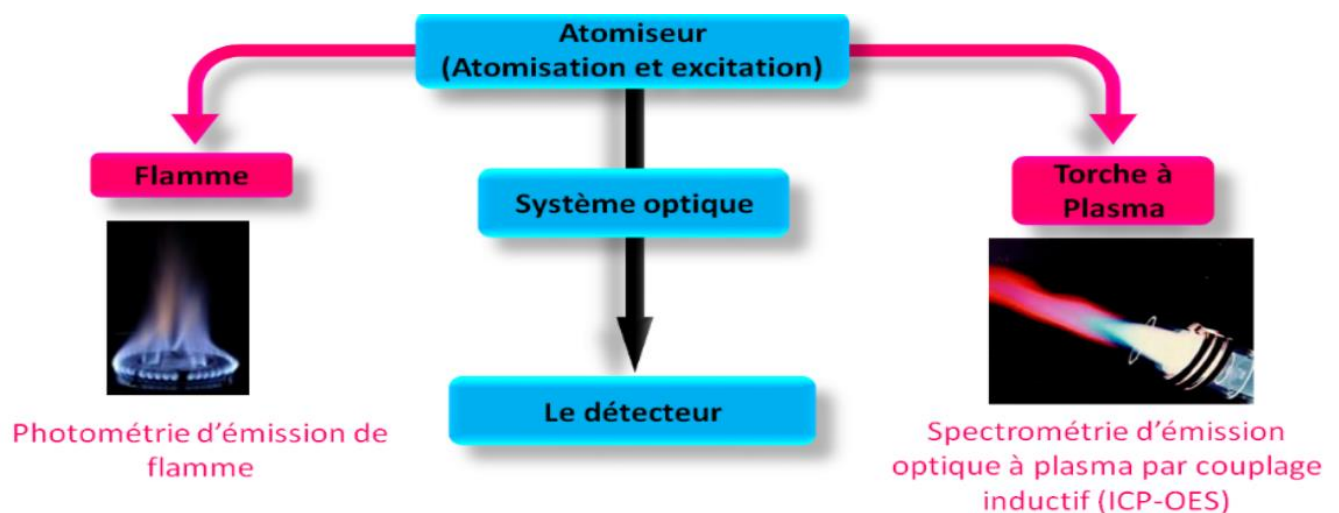 Atomiseur
(Atomisation et excitation)
Flamme
Système optique
Torche à
Plasma
Le détecteur
Photométrie d'émission de
flamme
Spectrométrie d'émission
optique à plasma par couplage
inductif (ICP-OES)